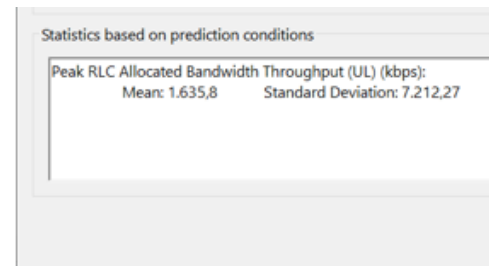 Statistics based on prediction conditions
Peak RLC Allocated Bandwidth Throughput (UL) (kbps):
Mean: 1.635,8 Standard Deviation: 7.212,27